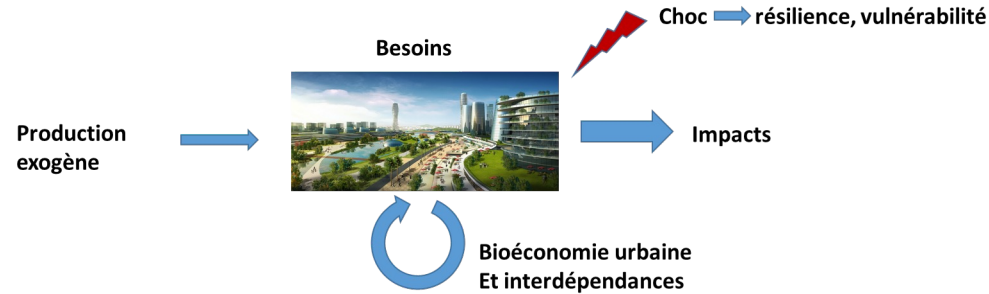 Choc résilience, vulnérabilité
Besoins
Production
exogène
Impacts
Bioéconomie urbaine
Et interdépendances